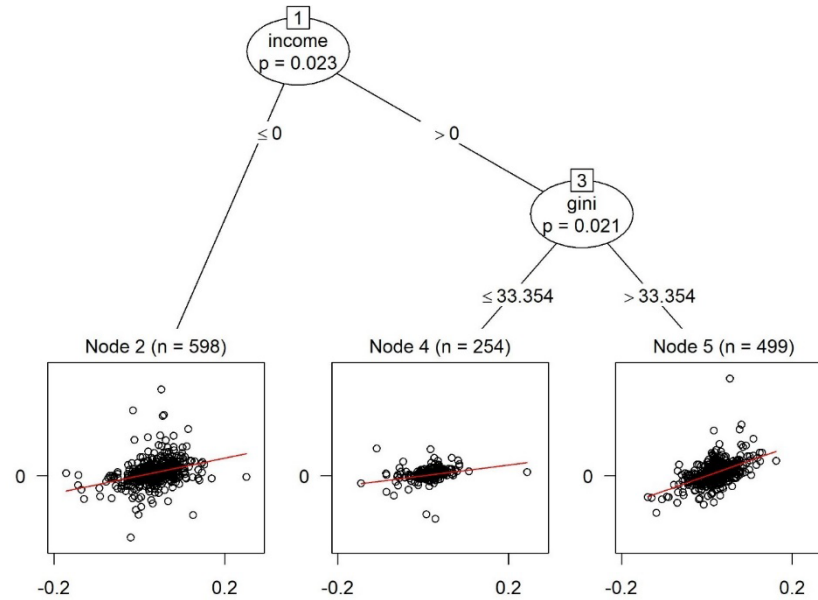 1
income
p = 0.023
≤ 0
> 0
3
gini
p = 0.021
≤ 33.354
> 33.354
Node 2 (n = 598)
Node 4 (n = 254)
Node 5 (n = 499)
0
0
0
-0.2
0.2
-0.2
0.2
-0.2
0.2